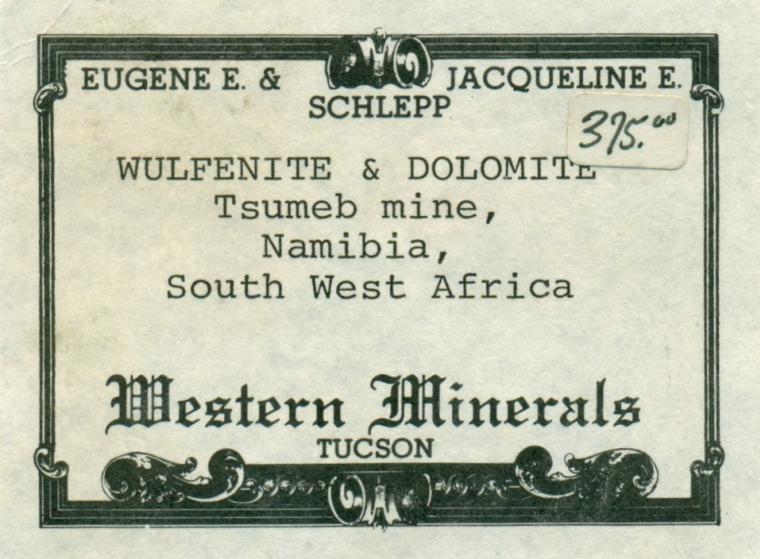 EUGENE E. & JACQUELINE E.
SCHLEPP
375.00
WULFENITE & DOLOMITE
Tsumeb mine,
Namibia,
South West Africa
Western Minerals
TUCSON